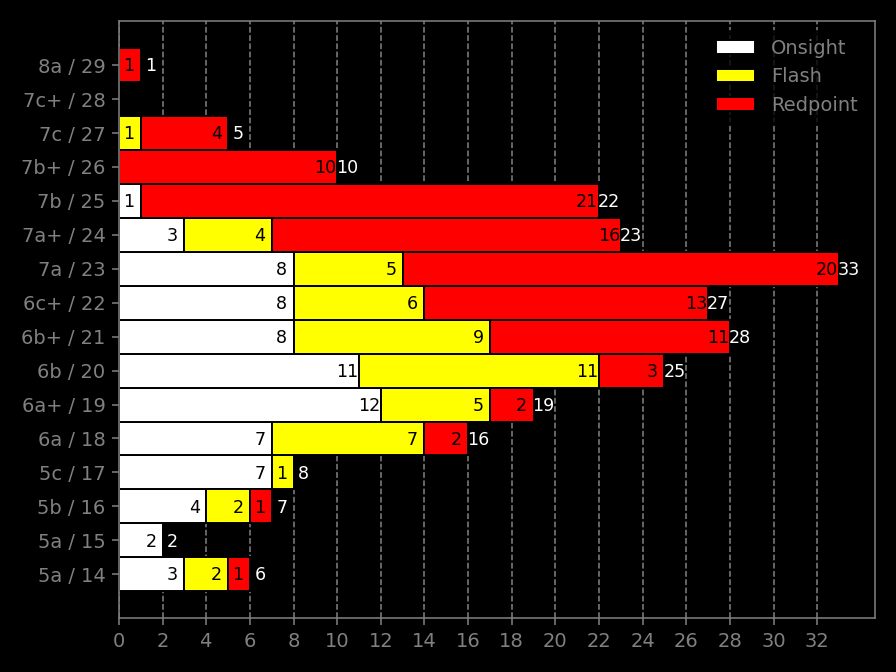 Onsight
Flash
Redpoint
8a / 29 1 1
7c+ / 28
7c / 27 1 4 5
7b+ / 26 10 10
7b / 25 1 21 22
7a+ / 24 3 4 16 23
7a / 23 8 5 20 33
6c+ / 22 8 6 13 27
6b+ / 21 8 9 11 28
6b / 20 11 11 3 25
6a+ / 19 12 5 2 19
6a / 18 7 7 2 16
5c / 17 7 1 8
5b / 16 4 2 1 7
5a / 15 2 2
5a / 14 3 2 1 6
0 2 4 6 8 10 12 14 16 18 20 22 24 26 28 30 32